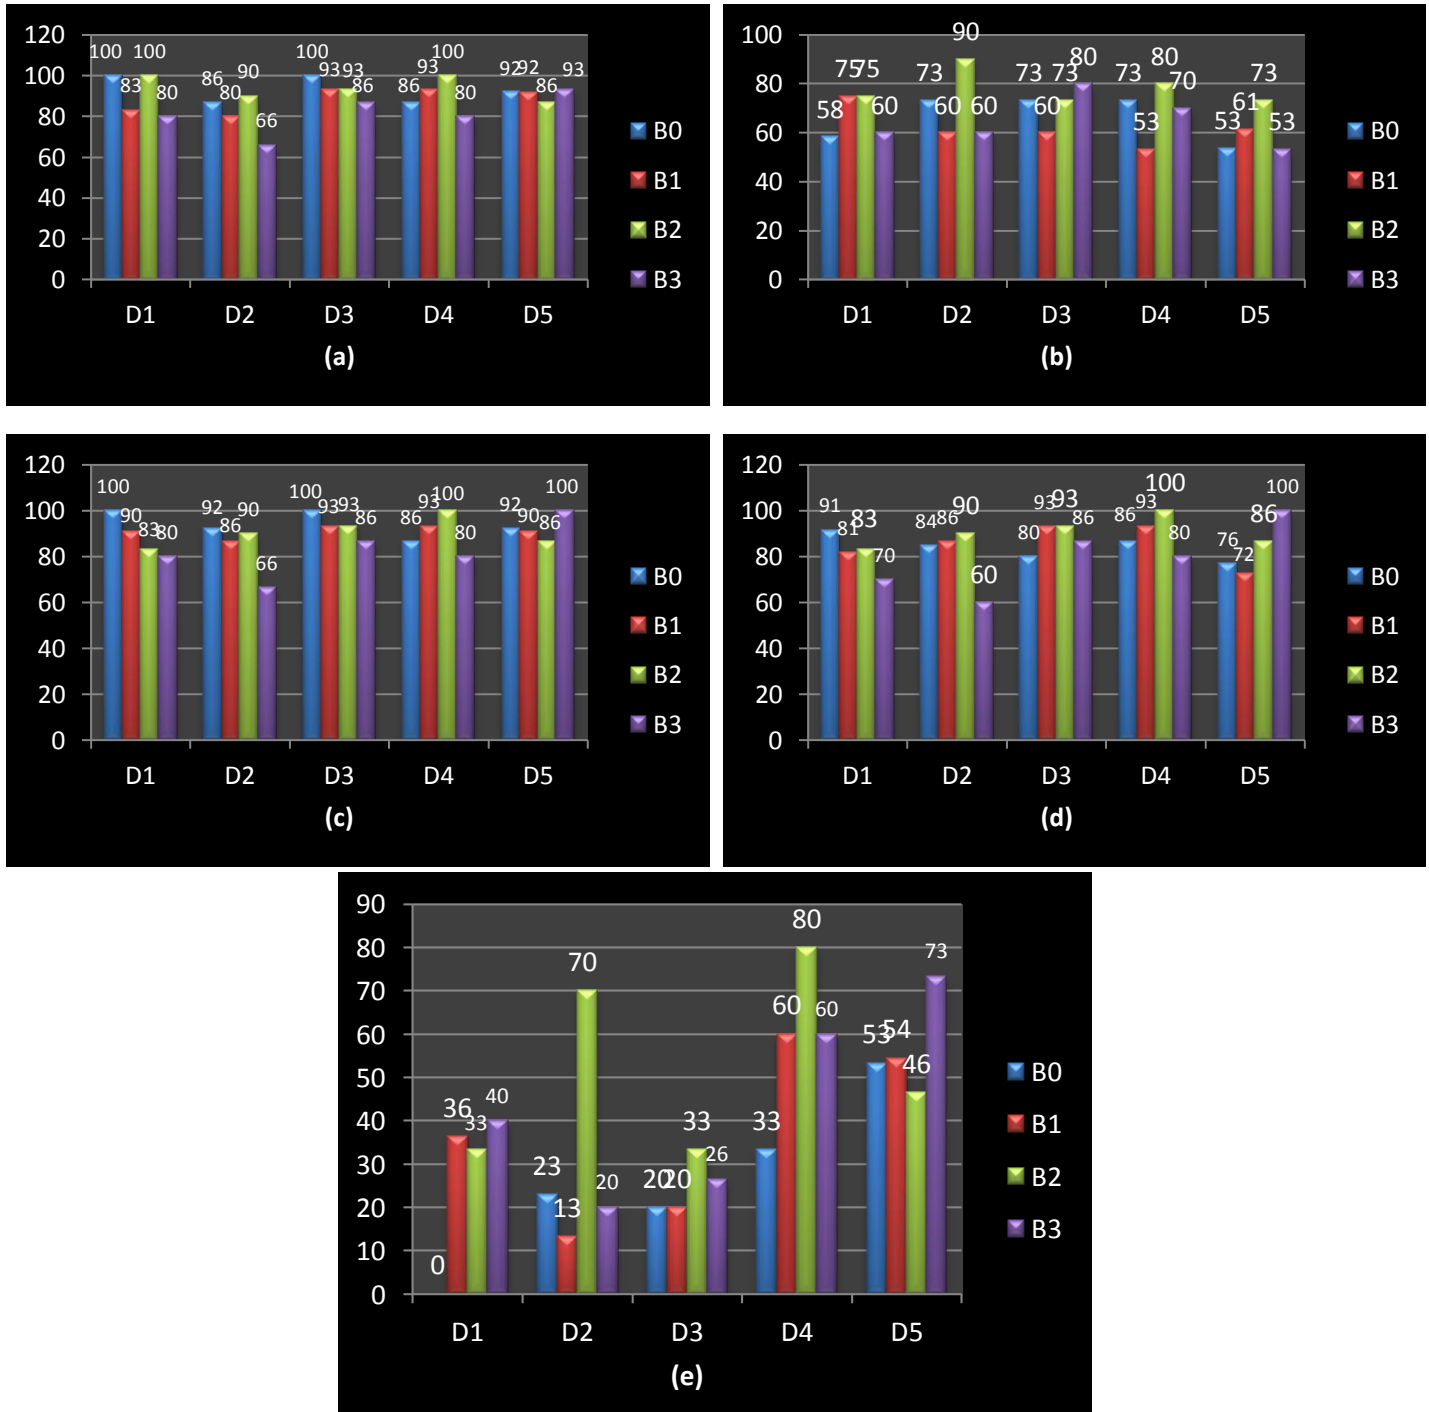 120
100
80
60
40
20
0
100 83 100 80
86 80 90 66
100 93 93 86
86 93 100 80
92 92 86 93
D1 D2 D3 D4 D5
(a)
B0
B1
B2
B3
100
80
60
40
20
0
58 75 75 60
73 60 90 60
73 60 73 80
73 53 80 70
53 61 73 53
D1 D2 D3 D4 D5
(b)
B0
B1
B2
B3
120
100
80
60
40
20
0
100 90 83 80
92 86 90 66
100 93 93 86
86 93 100 80
92 90 86 100
D1 D2 D3 D4 D5
(c)
B0
B1
B2
B3
120
100
80
60
40
20
0
91 81 83 70
84 86 90 60
80 93 93 86
86 93 100 80
76 72 86 100
D1 D2 D3 D4 D5
(d)
B0
B1
B2
B3
90
80
70
60
50
40
30
20
10
0
0 36 33 40
23 13 70 20
20 20 33 26
33 60 80 60
53 54 46 73
D1 D2 D3 D4 D5
(e)
B0
B1
B2
B3